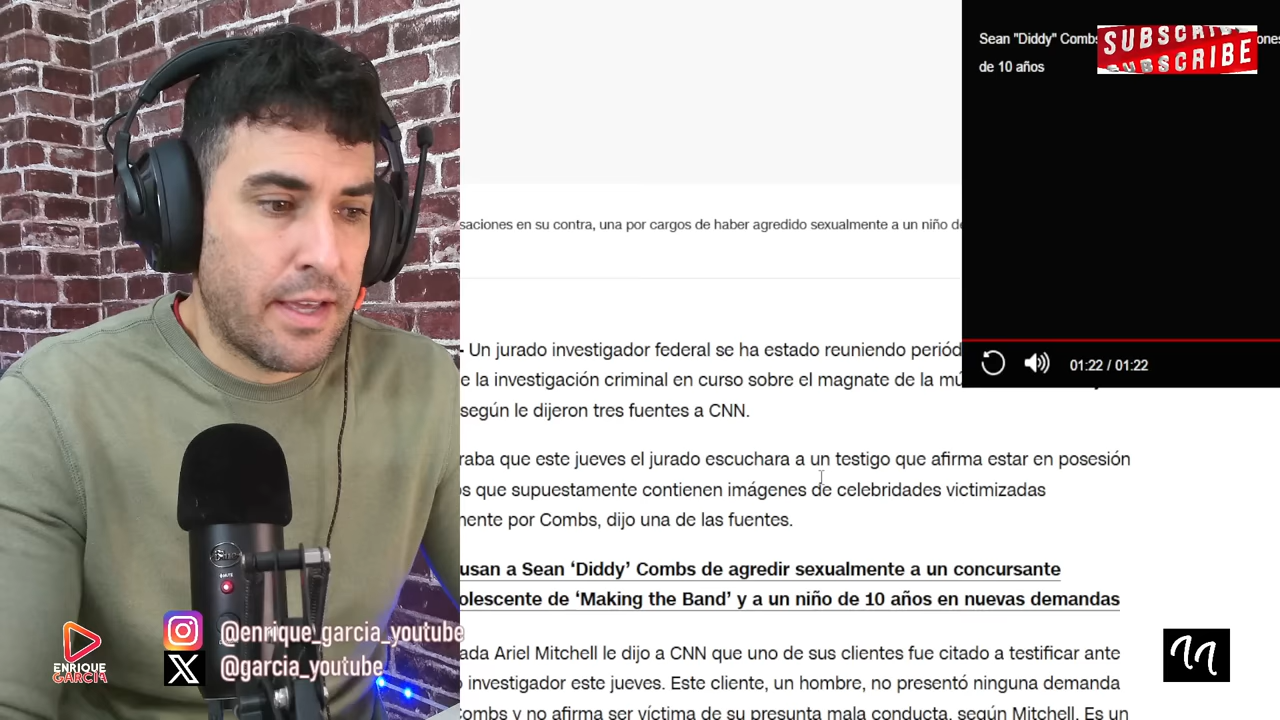 Sean "Diddy" Combs
de 10 años
SUBSCRIBE
SUBSCRIBE
saciones en su contra, una por cargos de haber agredido sexualmente a un niño de
- Un jurado investigador federal se ha estado reuniendo periód
e la investigación criminal en curso sobre el magnate de la mú
01:22 / 01:22
según le dijeron tres fuentes a CNN.
raba que este jueves el jurado escuchara a un testigo que afirma estar en posesión
os que supuestamente contienen imágenes de celebridades victimizadas
mente por Combs, dijo una de las fuentes.
usan a Sean ‘Diddy’ Combs de agredir sexualmente a un concursante
olescente de ‘Making the Band’ y a un niño de 10 años en nuevas demandas
ada Ariel Mitchell le dijo a CNN que uno de sus clientes fue citado a testificar ante
o investigador este jueves. Este cliente, un hombre, no presentó ninguna demanda
ombs y no afirma ser víctima de su presunta mala conducta, según Mitchell. Es un
@enrique_garcia_youtube
@garcia_youtube
ENRIQUE
GARCIA